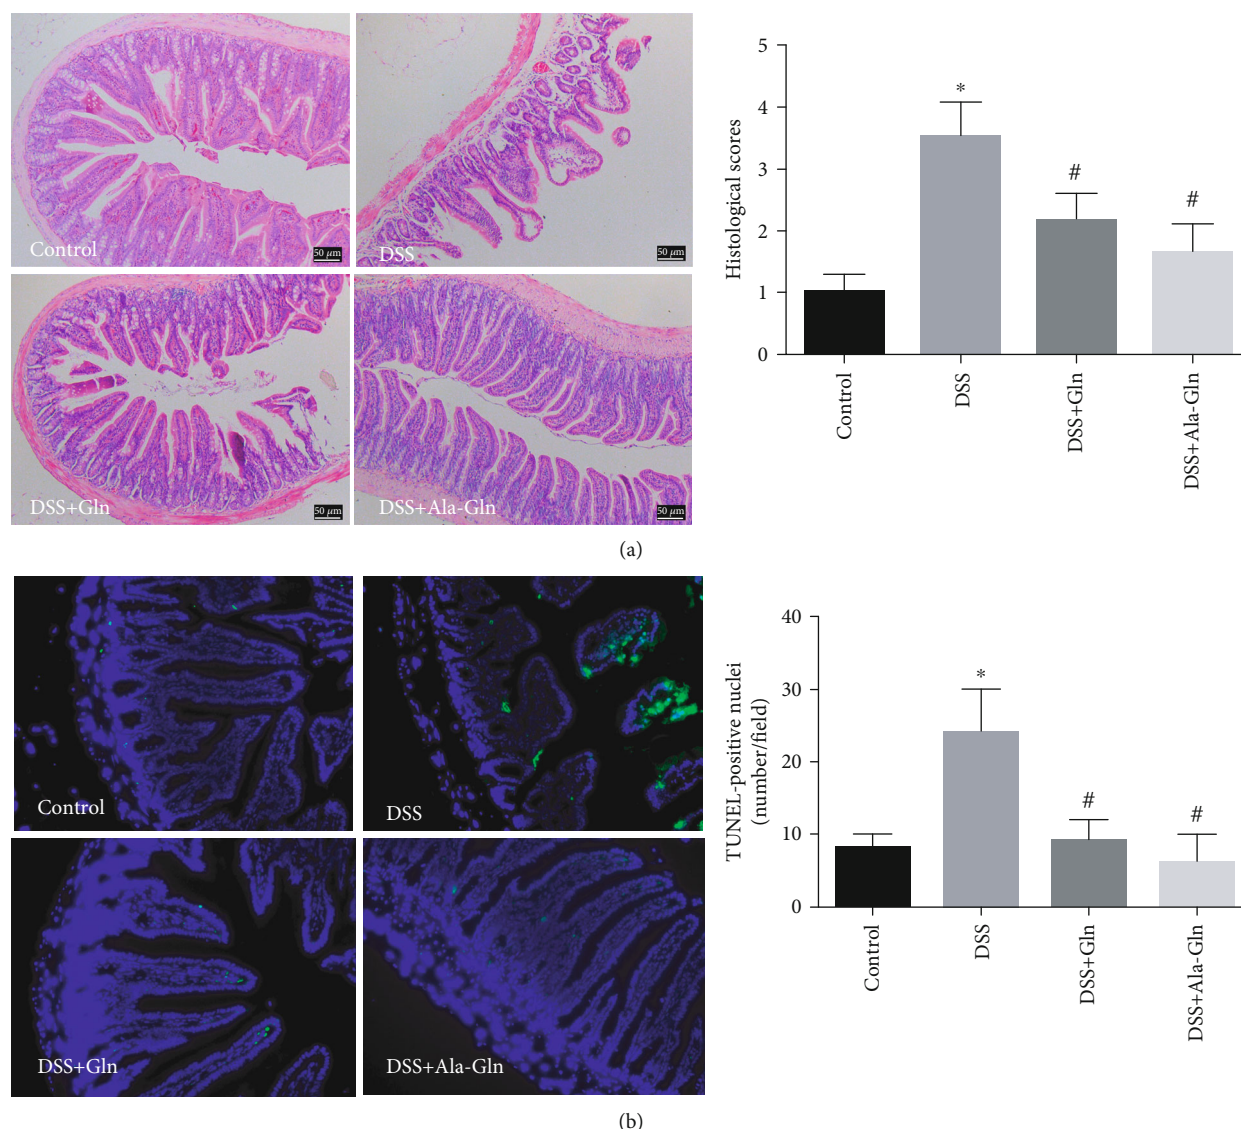 Control
50 μm
DSS
50 μm
DSS+Gln
50 μm
DSS+Ala-Gln
50 μm
Histological scores
5
4
3
2
1
0
*
#
#
Control
DSS
DSS+Gln
DSS+Ala-Gln
(a)
Control
DSS
DSS+Gln
DSS+Ala-Gln
TUNEL-positive nuclei
(number/field)
40
30
20
10
0
*
#
#
Control
DSS
DSS+Gln
DSS+Ala-Gln
(b)